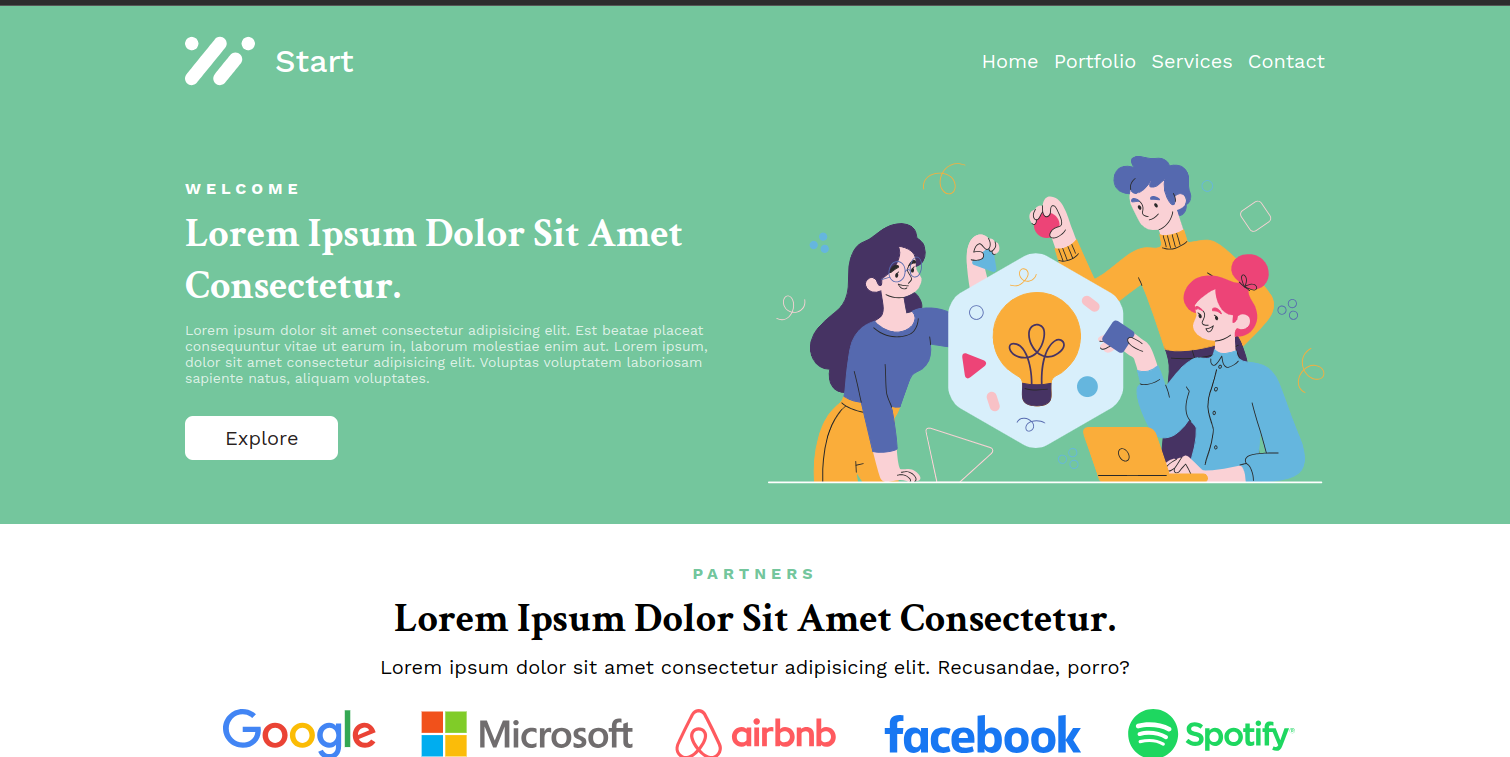 Start
Home Portfolio Services Contact
WELCOME
Lorem Ipsum Dolor Sit Amet
Consectetur.
Lorem ipsum dolor sit amet consectetur adipisicing elit. Est beatae placeat
consequuntur vitae ut earum in, laborum molestiae enim aut. Lorem ipsum,
dolor sit amet consectetur adipisicing elit. Voluptas voluptatem laboriosam
sapiente natus, aliquam voluptates.
Explore
PARTNERS
Lorem Ipsum Dolor Sit Amet Consectetur.
Lorem ipsum dolor sit amet consectetur adipisicing elit. Recusandae, porro?
Google Microsoft airbnb facebook Spotify